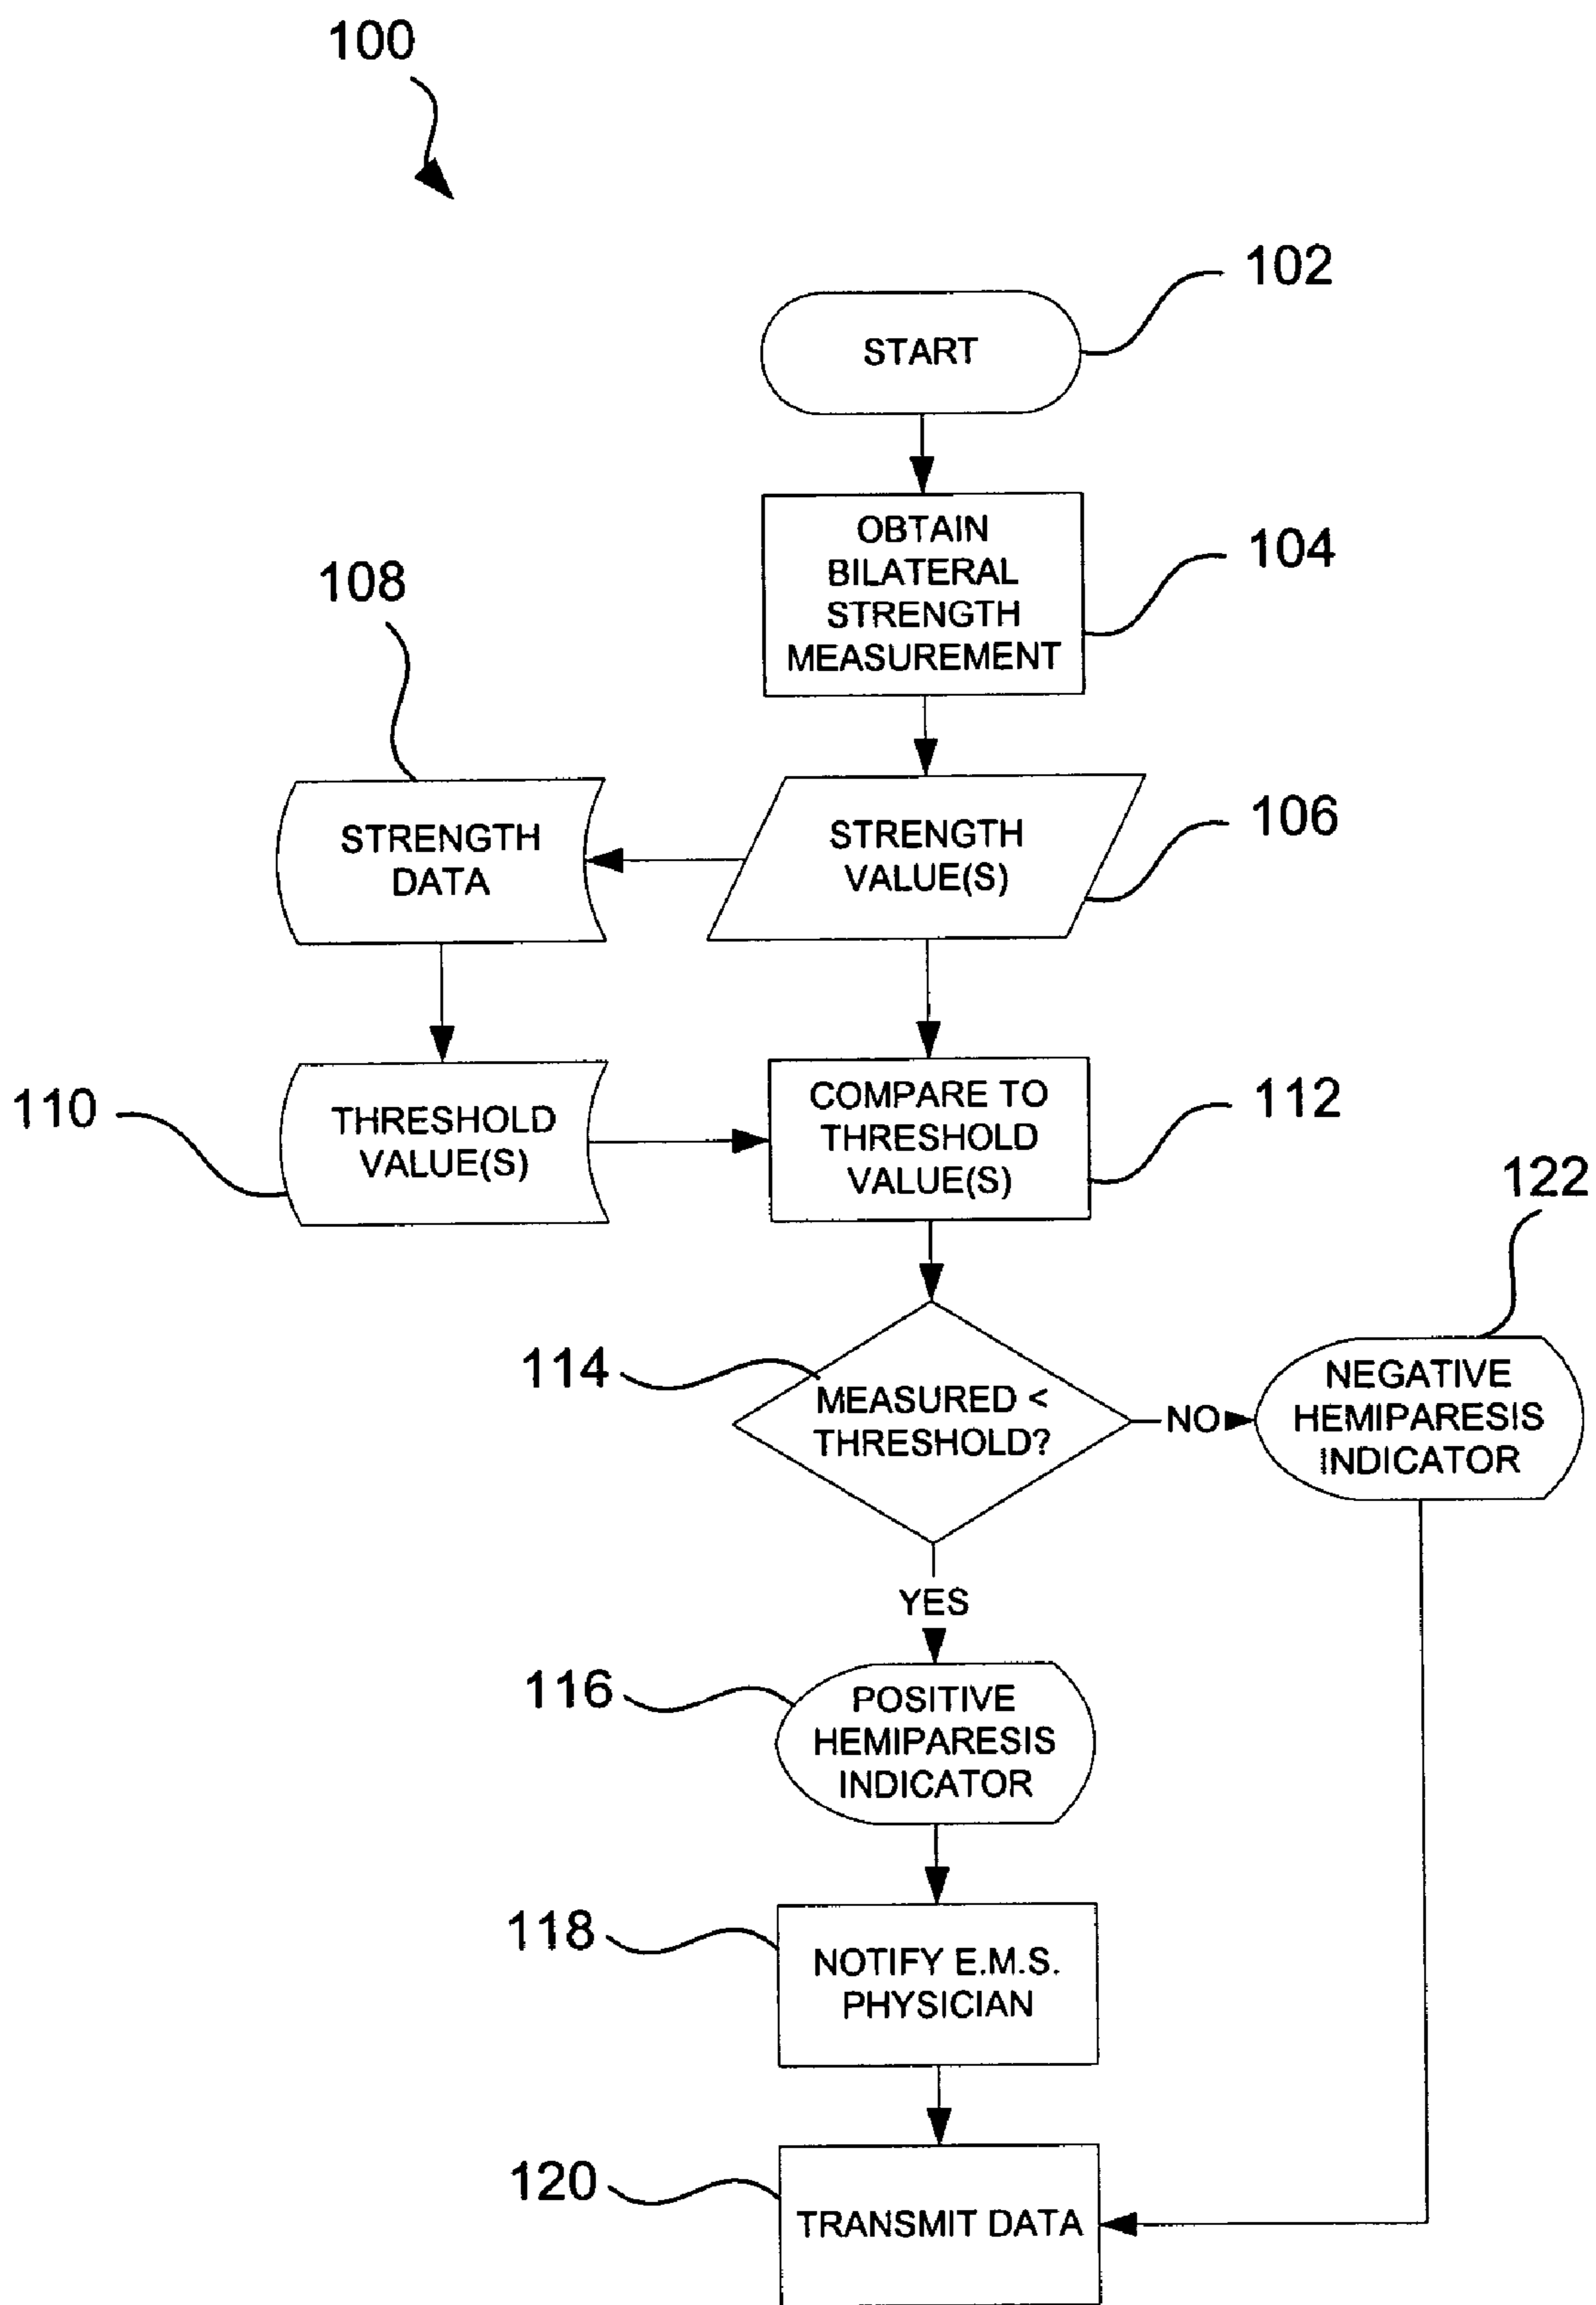 100
102
START
OBTAIN
BILATERAL
STRENGTH
MEASUREMENT
104
108
STRENGTH
DATA
STRENGTH
VALUE(S)
106
110
THRESHOLD
VALUE(S)
COMPARE TO
THRESHOLD
VALUE(S)
112
122
114
MEASURED <
THRESHOLD?
NO
NEGATIVE
HEMIPARESIS
INDICATOR
YES
116
POSITIVE
HEMIPARESIS
INDICATOR
118
NOTIFY E.M.S.
PHYSICIAN
120
TRANSMIT DATA